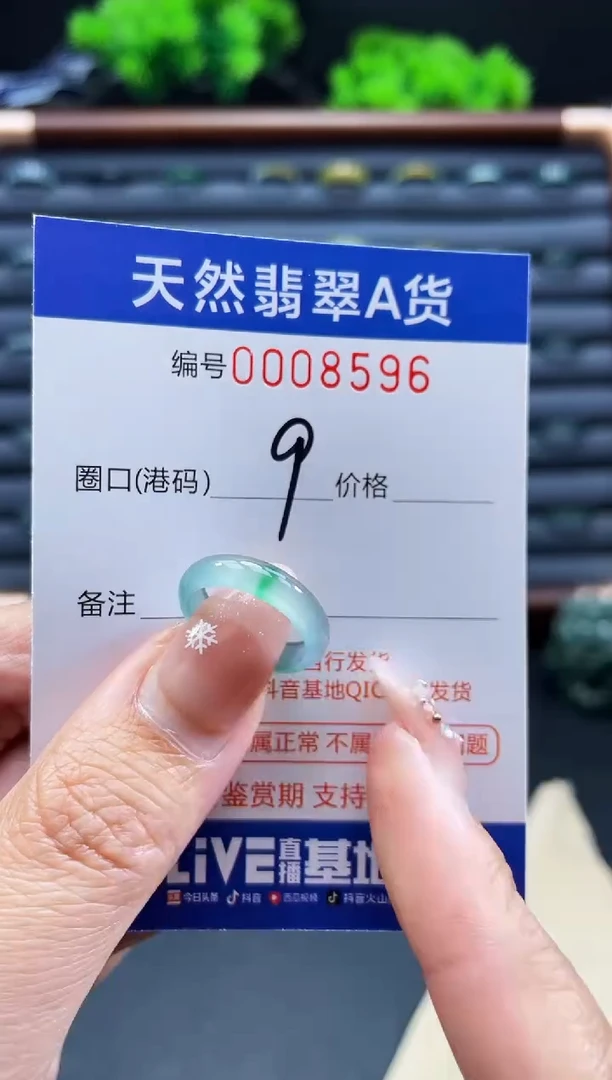 天然翡翠A货
编号0008596
圈口(港码) 9 价格
备注
自行发货
抖音基地QIC 发货
属正常 不属 问题
鉴赏期 支持
LiVE直播基地
今日头条 抖音 西瓜视频 抖音火山